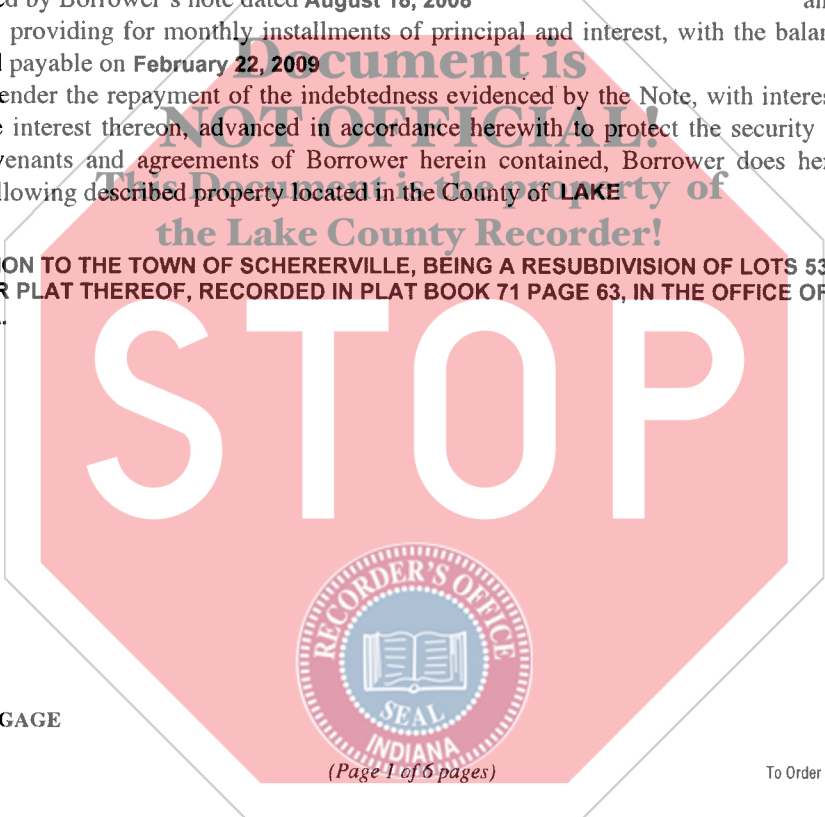 ed by Borrower's note dated August 18, 2008 an
providing for monthly installments of principal and interest, with the balan
payable on February 22, 2009
Document is
ender the repayment of the indebtedness evidenced by the Note, with interes
NOT OFFICIAL!
e interest thereon, advanced in accordance herewith to protect the security
venants and agreements of Borrower herein contained, Borrower does her
This Document is the property of
llowing described property located in the County of LAKE
the Lake County Recorder!
ION TO THE TOWN OF SCHERERVILLE, BEING A RESUBDIVISION OF LOTS 53
R PLAT THEREOF, RECORDED IN PLAT BOOK 71 PAGE 63, IN THE OFFICE OF
STOP
RECORDER'S OFFICE
SEAL
INDIANA
GAGE
(Page 1 of 6 pages)
To Order